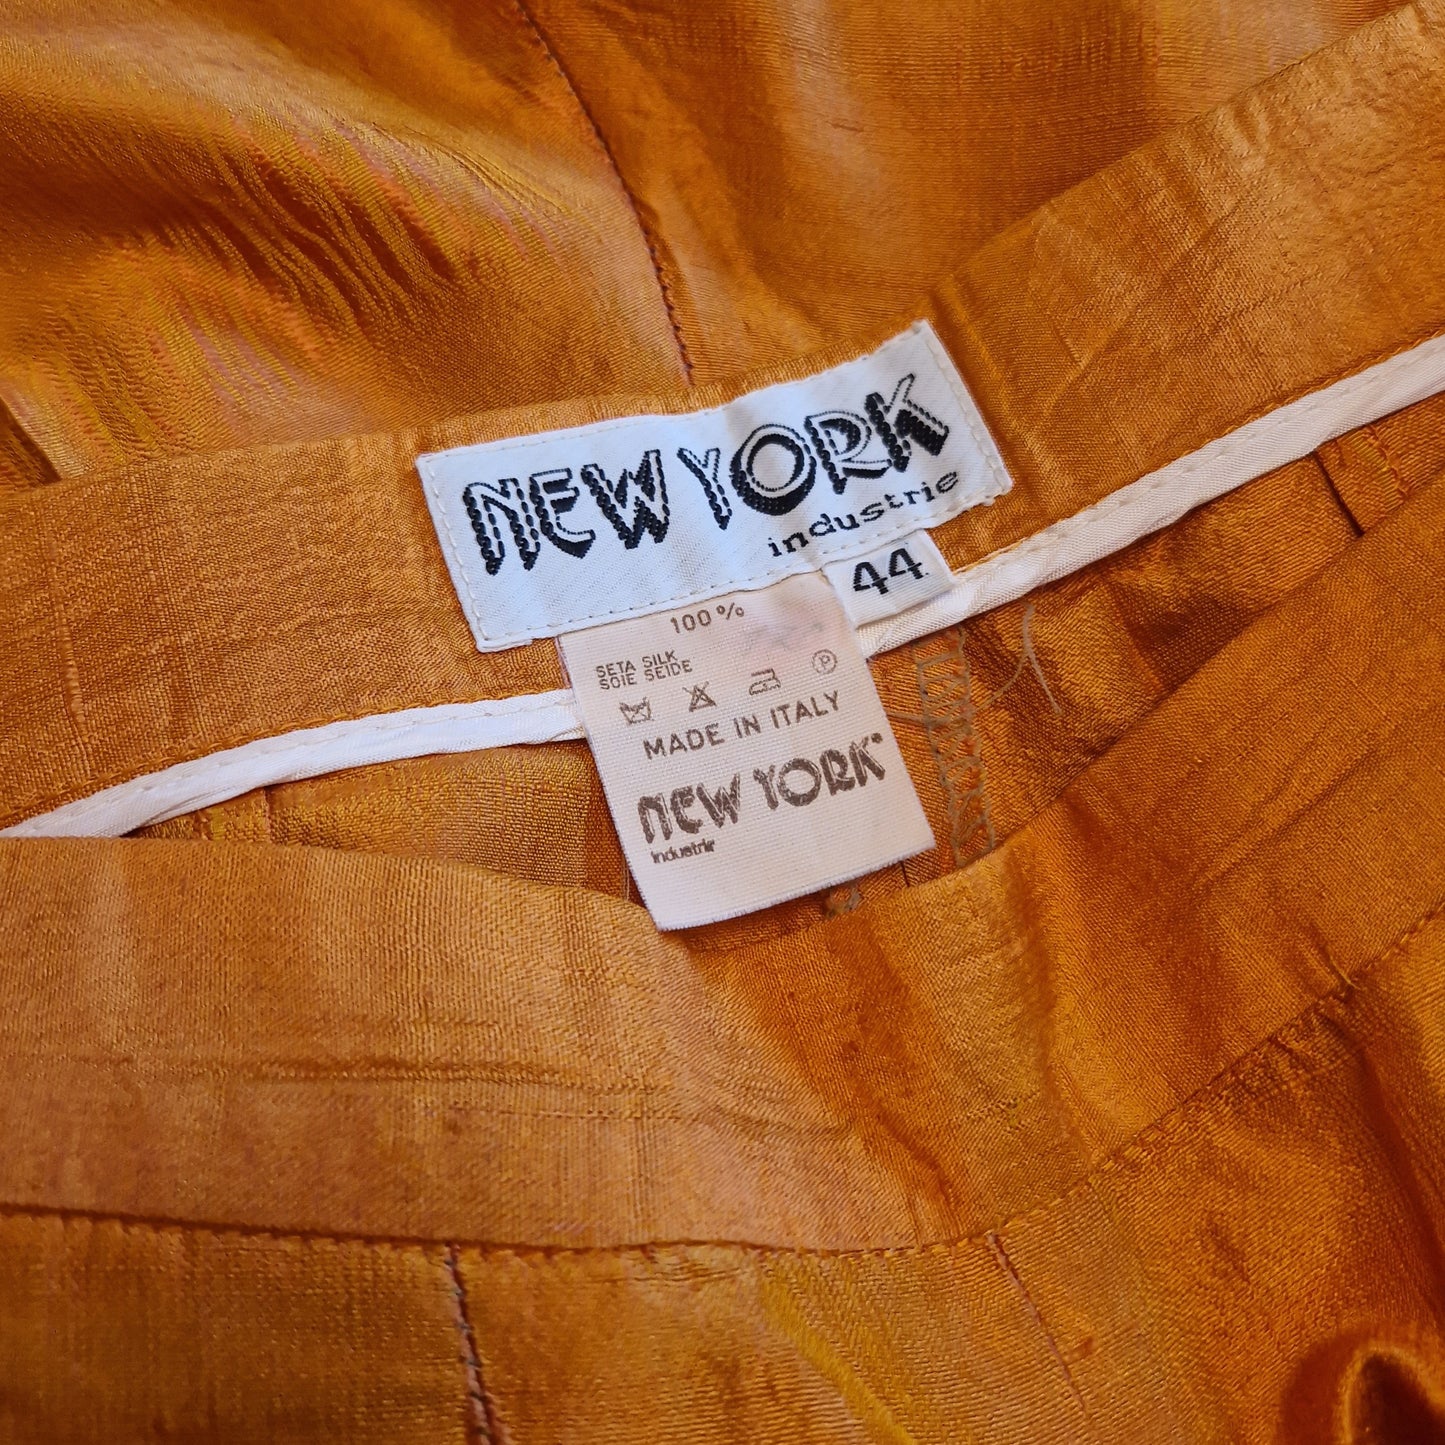 NEW YORK
industrie
44
100%
SETA SILK
SOIE SEIDE
P
MADE IN ITALY
NEW YORK
industrie